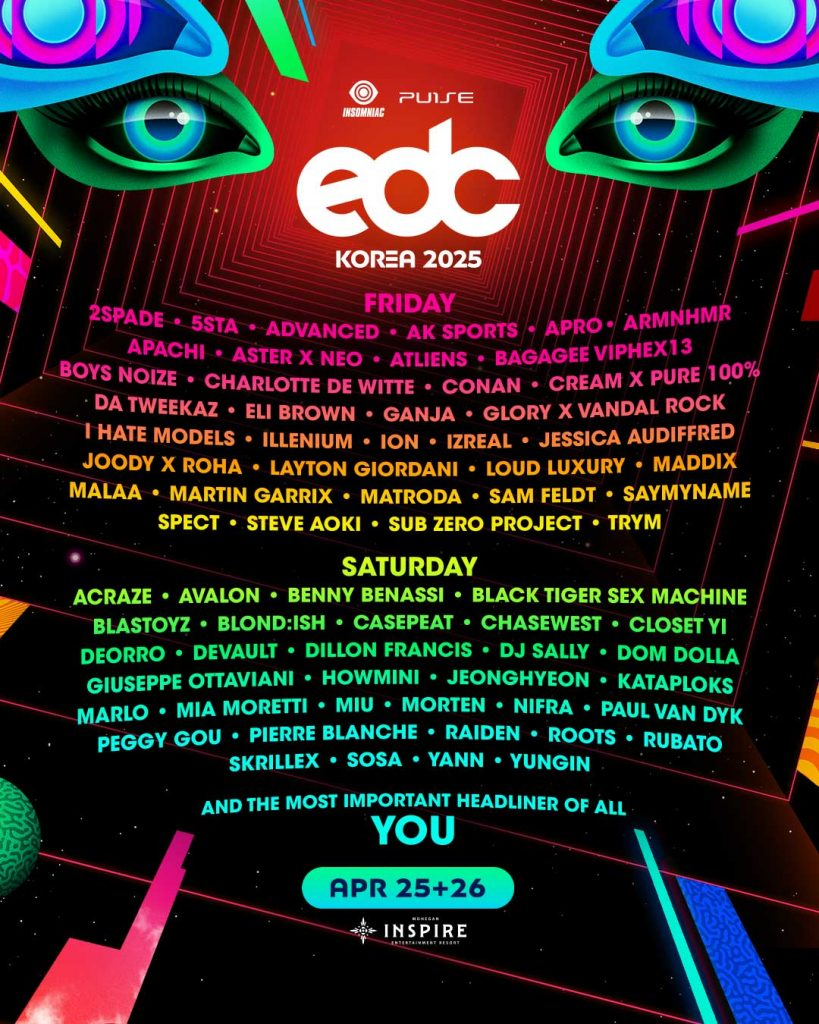 INSOMNIAC PULSE
edc
KOREA 2025
FRIDAY
2SPADE • 5STA • ADVANCED • AK SPORTS • APRO • ARMNHMR
APACHI • ASTER X NEO • ATLIENS • BAGAGEE VIPHEX13
BOYS NOIZE • CHARLOTTE DE WITTE • CONAN • CREAM X PURE 100%
DA TWEEKAZ • ELI BROWN • GANJA • GLORY X VANDAL ROCK
I HATE MODELS • ILLENIUM • ION • IZREAL • JESSICA AUDIFFRED
JOODY X ROHA • LAYTON GIORDANI • LOUD LUXURY • MADDIX
MALAA • MARTIN GARRIX • MATRODA • SAM FELDT • SAYMYNAME
SPECT • STEVE AOKI • SUB ZERO PROJECT • TRYM
SATURDAY
ACRAZE • AVALON • BENNY BENASSI • BLACK TIGER SEX MACHINE
BLASTOYZ • BLOND:ISH • CASEPEAT • CHASEWEST • CLOSET YI
DEORRO • DEVAULT • DILLON FRANCIS • DJ SALLY • DOM DOLLA
GIUSEPPE OTTAVIANI • HOWMINI • JEONGHYEON • KATAPLOKS
MARLO • MIA MORETTI • MIU • MORTEN • NIFRA • PAUL VAN DYK
PEGGY GOU • PIERRE BLANCHE • RAIDEN • ROOTS • RUBATO
SKRILLEX • SOSA • YANN • YUNGIN
AND THE MOST IMPORTANT HEADLINER OF ALL
YOU
APR 25+26
MOHEGAN
INSPIRE
ENTERTAINMENT RESORT